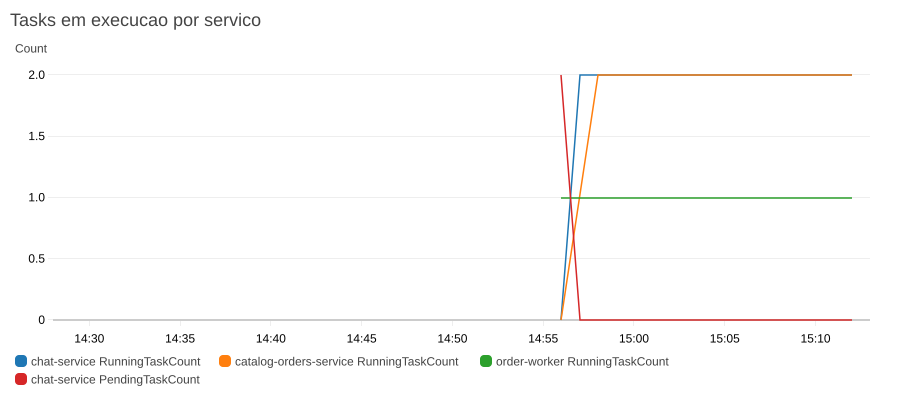 Tasks em execucao por servico
Count
2.0
1.5
1.0
0.5
0
14:30 14:35 14:40 14:45 14:50 14:55 15:00 15:05 15:10
chat-service RunningTaskCount catalog-orders-service RunningTaskCount order-worker RunningTaskCount
chat-service PendingTaskCount